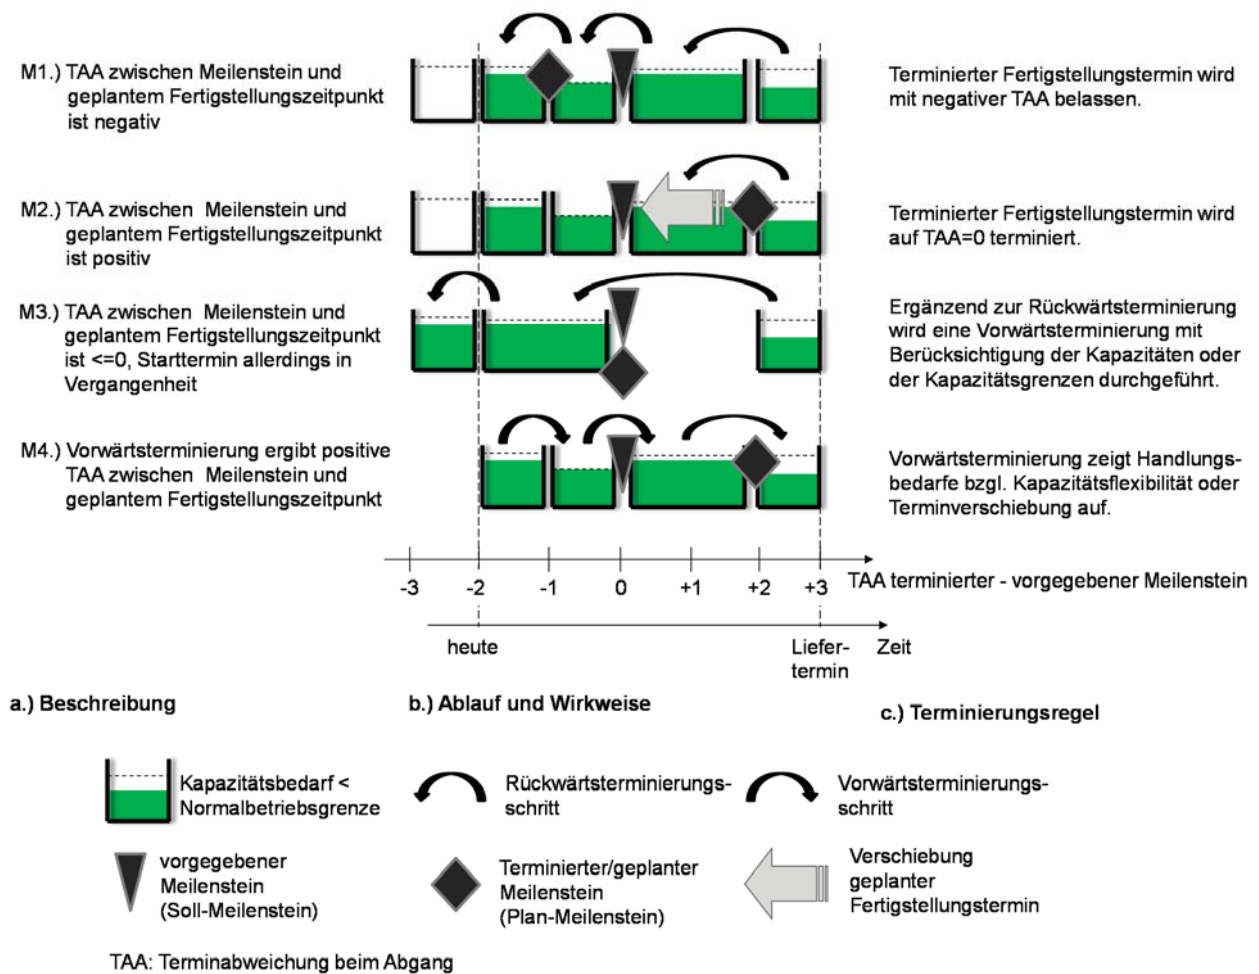 M1.) TAA zwischen Meilenstein und
geplantem Fertigstellungszeitpunkt
ist negativ
Terminierter Fertigstellungstermin wird
mit negativer TAA belassen.
M2.) TAA zwischen Meilenstein und
geplantem Fertigstellungszeitpunkt
ist positiv
Terminierter Fertigstellungstermin wird
auf TAA=0 terminiert.
M3.) TAA zwischen Meilenstein und
geplantem Fertigstellungszeitpunkt
ist <=0, Starttermin allerdings in
Vergangenheit
Ergänzend zur Rückwärtsterminierung
wird eine Vorwärtsterminierung mit
Berücksichtigung der Kapazitäten oder
der Kapazitätsgrenzen durchgeführt.
M4.) Vorwärtsterminierung ergibt positive
TAA zwischen Meilenstein und
geplantem Fertigstellungszeitpunkt
Vorwärtsterminierung zeigt Handlungs-
bedarfe bzgl. Kapazitätsflexibilität oder
Terminverschiebung auf.
-3 -2 -1 0 +1 +2 +3
TAA terminierter - vorgegebener Meilenstein
heute
Liefer-
termin
Zeit
a.) Beschreibung
b.) Ablauf und Wirkweise
c.) Terminierungsregel
Kapazitätsbedarf <
Normalbetriebsgrenze
Rückwärtsterminierungs-
schritt
Vorwärtsterminierungs-
schritt
vorgegebener
Meilenstein
(Soll-Meilenstein)
Terminierter/geplanter
Meilenstein
(Plan-Meilenstein)
Verschiebung
geplanter
Fertigstellungstermin
TAA: Terminabweichung beim Abgang